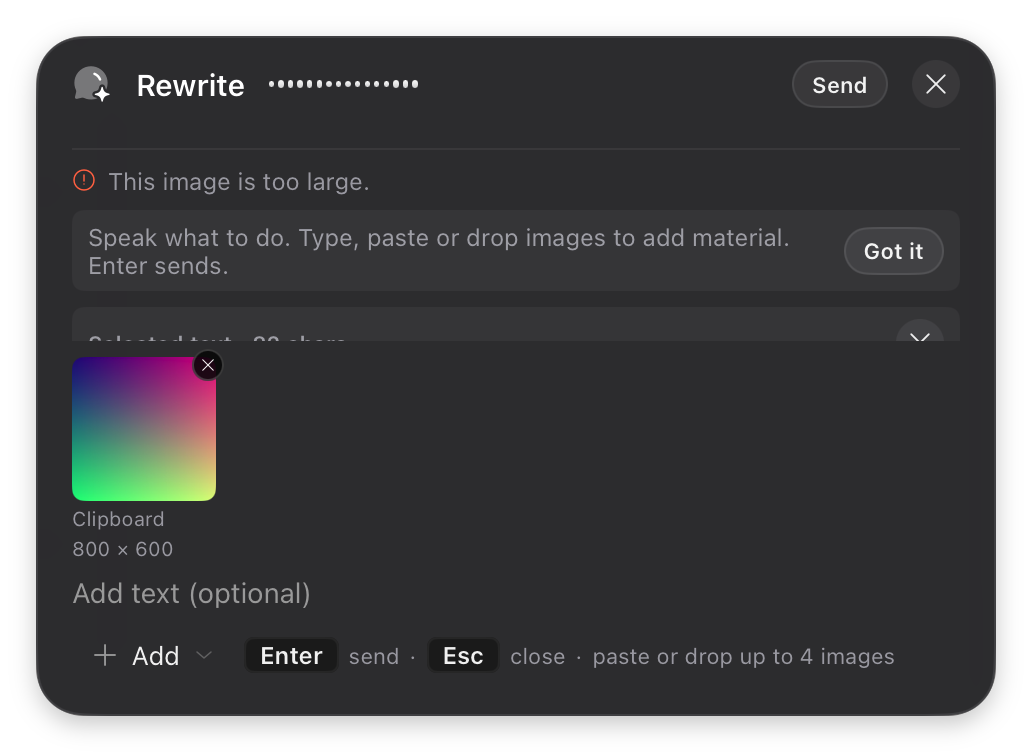 Rewrite
Send
This image is too large.
Speak what to do. Type, paste or drop images to add material.
Enter sends.
Got it
Selected text
Clipboard
800 × 600
Add text (optional)
Add
Enter send · Esc close · paste or drop up to 4 images